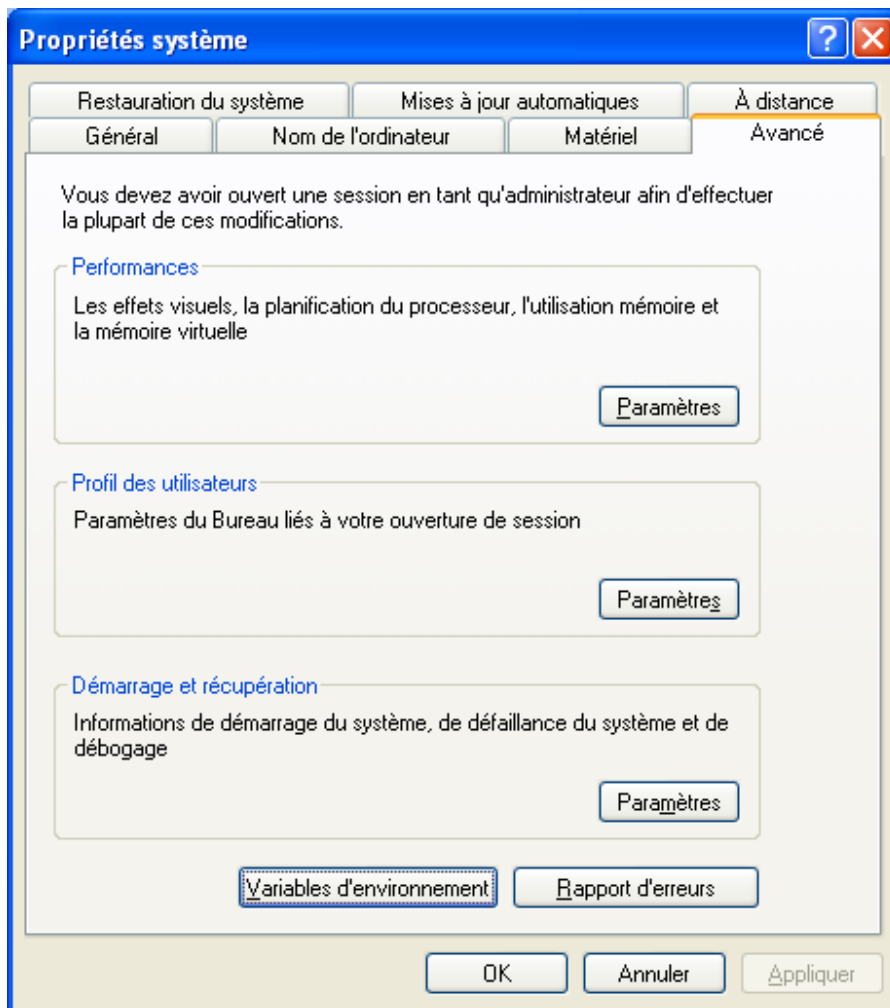 Propriétés système
Restauration du système
Mises à jour automatiques
À distance
Général
Nom de l'ordinateur
Matériel
Avancé
Vous devez avoir ouvert une session en tant qu'administrateur afin d'effectuer
la plupart de ces modifications.
Performances
Les effets visuels, la planification du processeur, l'utilisation mémoire et
la mémoire virtuelle
Paramètres
Profil des utilisateurs
Paramètres du Bureau liés à votre ouverture de session
Paramètres
Démarrage et récupération
Informations de démarrage du système, de défaillance du système et de
débogage
Paramètres
Variables d'environnement
Rapport d'erreurs
OK
Annuler
Appliquer